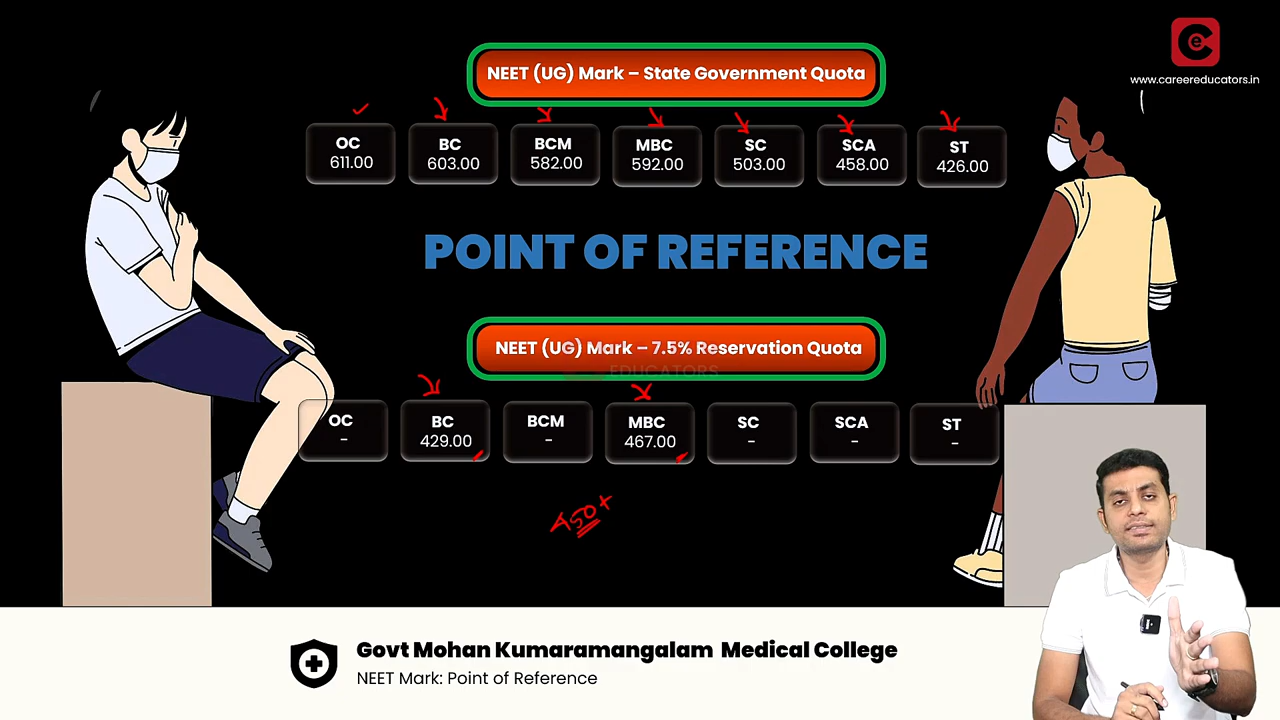 www.careereducators.in
NEET (UG) Mark – State Government Quota
OC
611.00
BC
603.00
BCM
582.00
MBC
592.00
SC
503.00
SCA
458.00
ST
426.00
POINT OF REFERENCE
NEET (UG) Mark – 7.5% Reservation Quota
EDUCATORS
OC
-
BC
429.00
BCM
-
MBC
467.00
SC
-
SCA
-
ST
-
450+
Govt Mohan Kumaramangalam Medical College
NEET Mark: Point of Reference